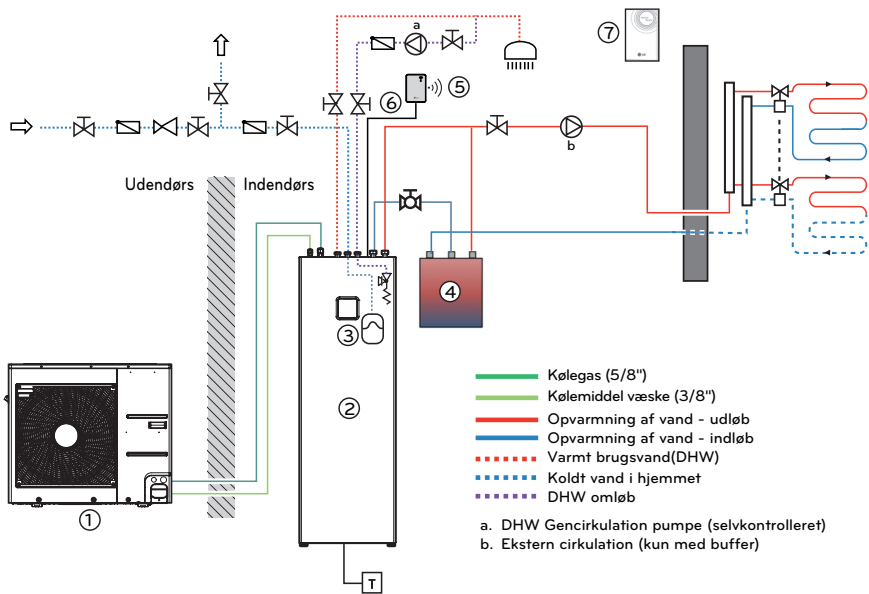 a
⑦
⑤
⑥
b
Udendørs
Indendørs
④
③
②
①
T
Kølegas (5/8")
Kølemiddel væske (3/8")
Opvarmning af vand - udløb
Opvarmning af vand - indløb
Varmt brugsvand(DHW)
Koldt vand i hjemmet
DHW omløb
a. DHW Gencirkulation pumpe (selvkontrolleret)
b. Ekstern cirkulation (kun med buffer)